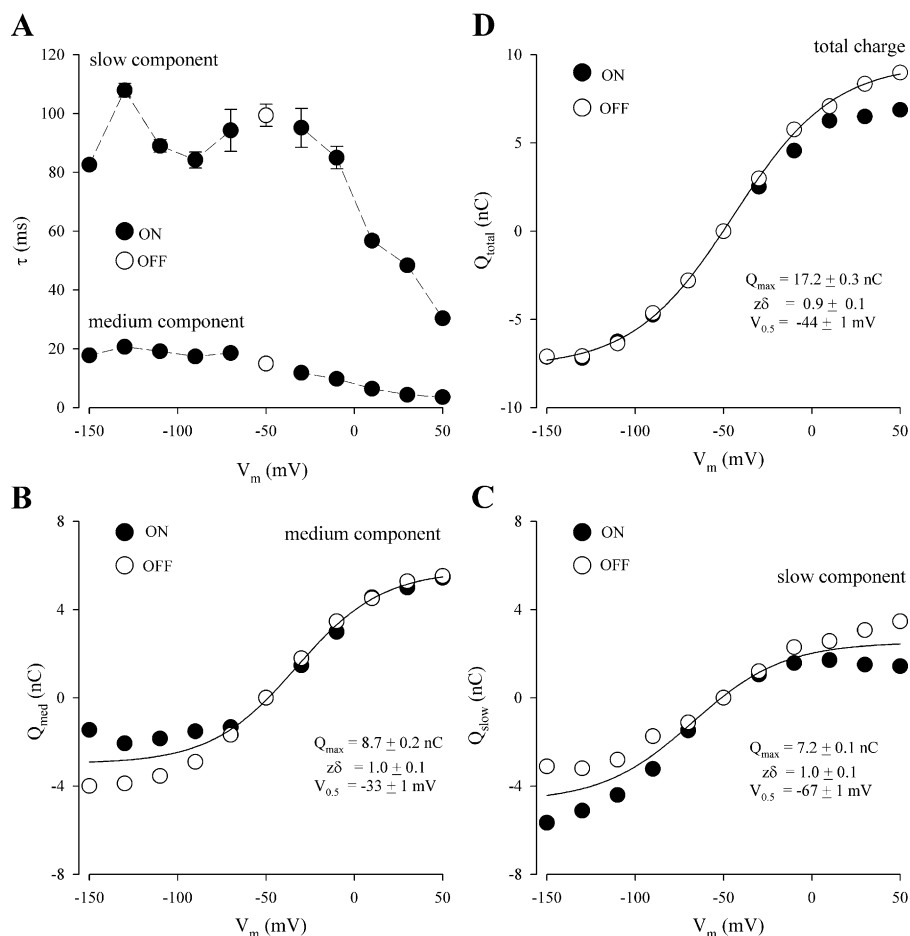 A
120
100
80
60
40
20
0
τ (ms)
slow component
ON
OFF
medium component
-150 -100 -50 0 50
V_m (mV)
D
10
5
0
-5
-10
Q_total (nC)
total charge
ON
OFF
Q_max = 17.2 ± 0.3 nC
zδ = 0.9 ± 0.1
V_0.5 = -44 ± 1 mV
-150 -100 -50 0 50
V_m (mV)
B
8
4
0
-4
-8
Q_med (nC)
ON
OFF
medium component
Q_max = 8.7 ± 0.2 nC
zδ = 1.0 ± 0.1
V_0.5 = -33 ± 1 mV
-150 -100 -50 0 50
V_m (mV)
C
8
4
0
-4
-8
Q_slow (nC)
ON
OFF
slow component
Q_max = 7.2 ± 0.1 nC
zδ = 1.0 ± 0.1
V_0.5 = -67 ± 1 mV
-150 -100 -50 0 50
V_m (mV)